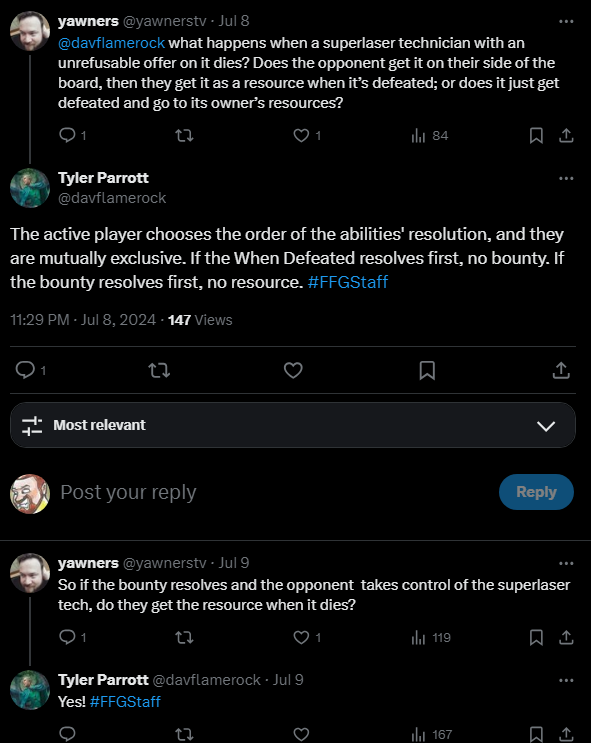 yawners @yawnerstv · Jul 8
@davflamerock what happens when a superlaser technician with an
unrefusable offer on it dies? Does the opponent get it on their side of the
board, then they get it as a resource when it's defeated; or does it just get
defeated and go to its owner's resources?
1 1 84
Tyler Parrott
@davflamerock
The active player chooses the order of the abilities' resolution, and they
are mutually exclusive. If the When Defeated resolves first, no bounty. If
the bounty resolves first, no resource. #FFGStaff
11:29 PM · Jul 8, 2024 · 147 Views
1
Most relevant
Post your reply
Reply
yawners @yawnerstv · Jul 9
So if the bounty resolves and the opponent takes control of the superlaser
tech, do they get the resource when it dies?
1 1 119
Tyler Parrott @davflamerock · Jul 9
Yes! #FFGStaff
167